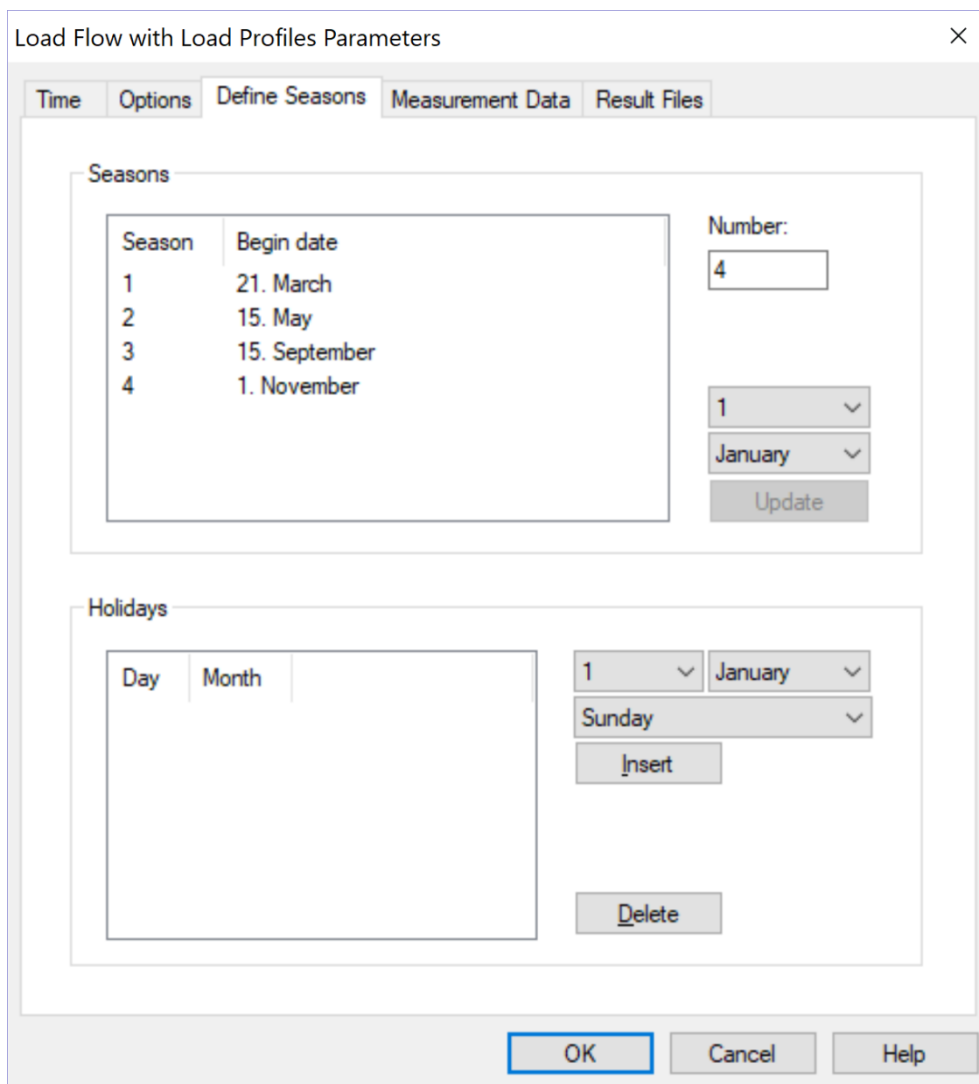 Load Flow with Load Profiles Parameters
Time Options Define Seasons Measurement Data Result Files
Seasons
Season Begin date
1 21. March
2 15. May
3 15. September
4 1. November
Number:
4
1
January
Update
Holidays
Day Month
1 January
Sunday
Insert
Delete
OK Cancel Help